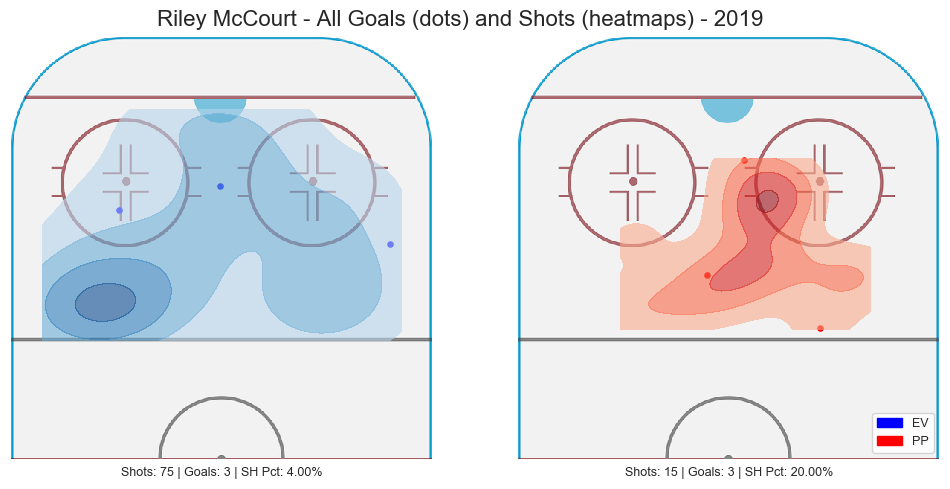 Riley McCourt - All Goals (dots) and Shots (heatmaps) - 2019
EV
PP
Shots: 75 | Goals: 3 | SH Pct: 4.00%
Shots: 15 | Goals: 3 | SH Pct: 20.00%